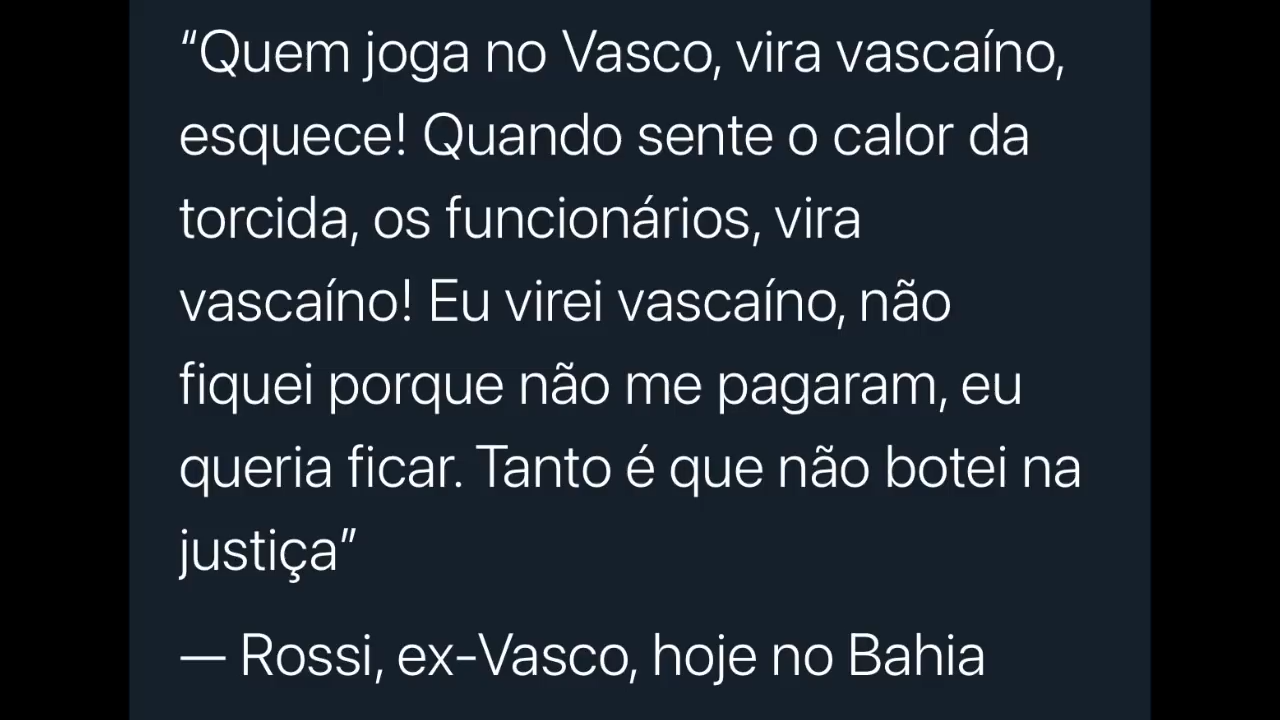 “Quem joga no Vasco, vira vascaíno,
esquece! Quando sente o calor da
torcida, os funcionários, vira
vascaíno! Eu virei vascaíno, não
fiquei porque não me pagaram, eu
queria ficar. Tanto é que não botei na
justiça”
— Rossi, ex-Vasco, hoje no Bahia